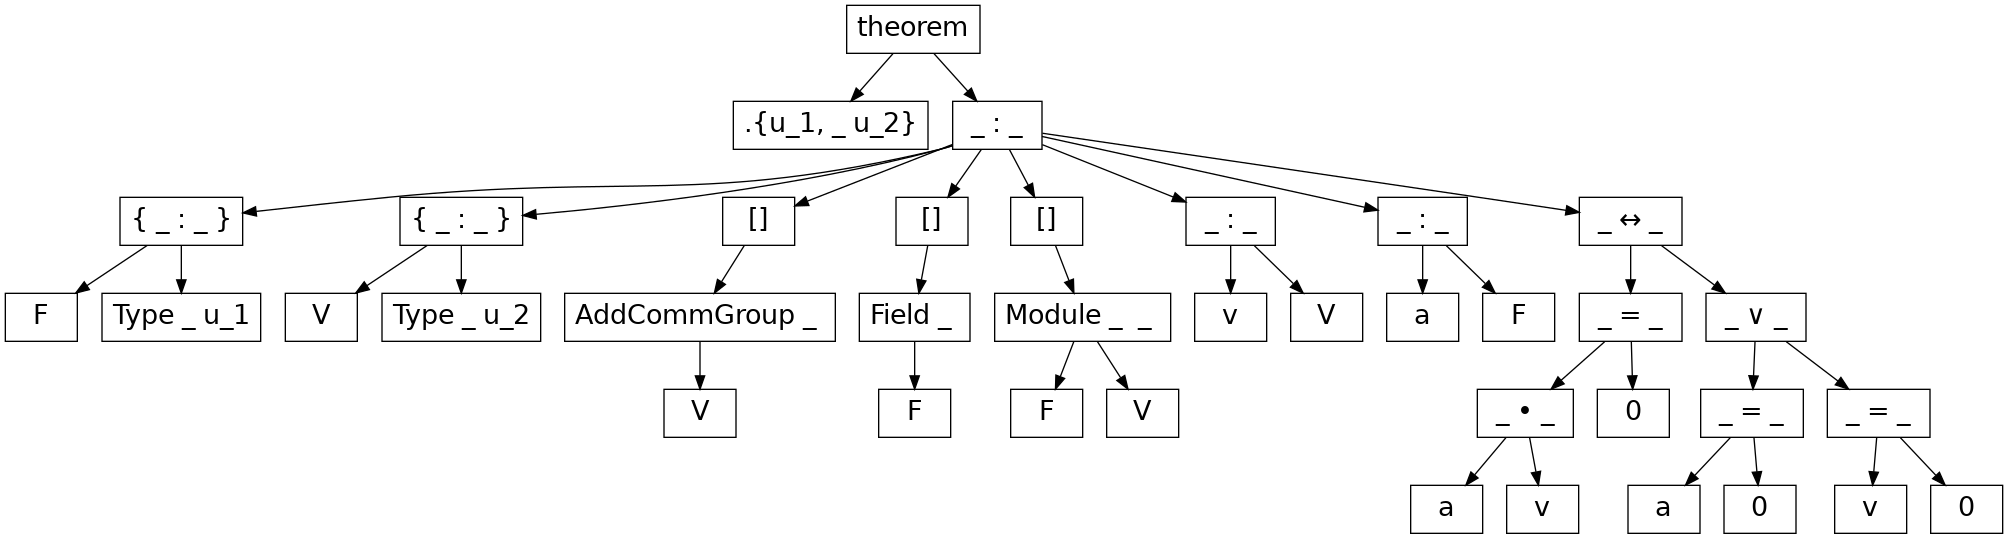 theorem
.{u_1, _ u_2} _ : _
{ _ : _ } { _ : _ } [] [] [] _ : _ _ : _ _ ↔ _
F Type _ u_1 V Type _ u_2 AddCommGroup _ Field _ Module _ _ v V a F _ = _ _ ∨ _
V F F V _ • _ 0 _ = _ _ = _
a v a 0 v 0